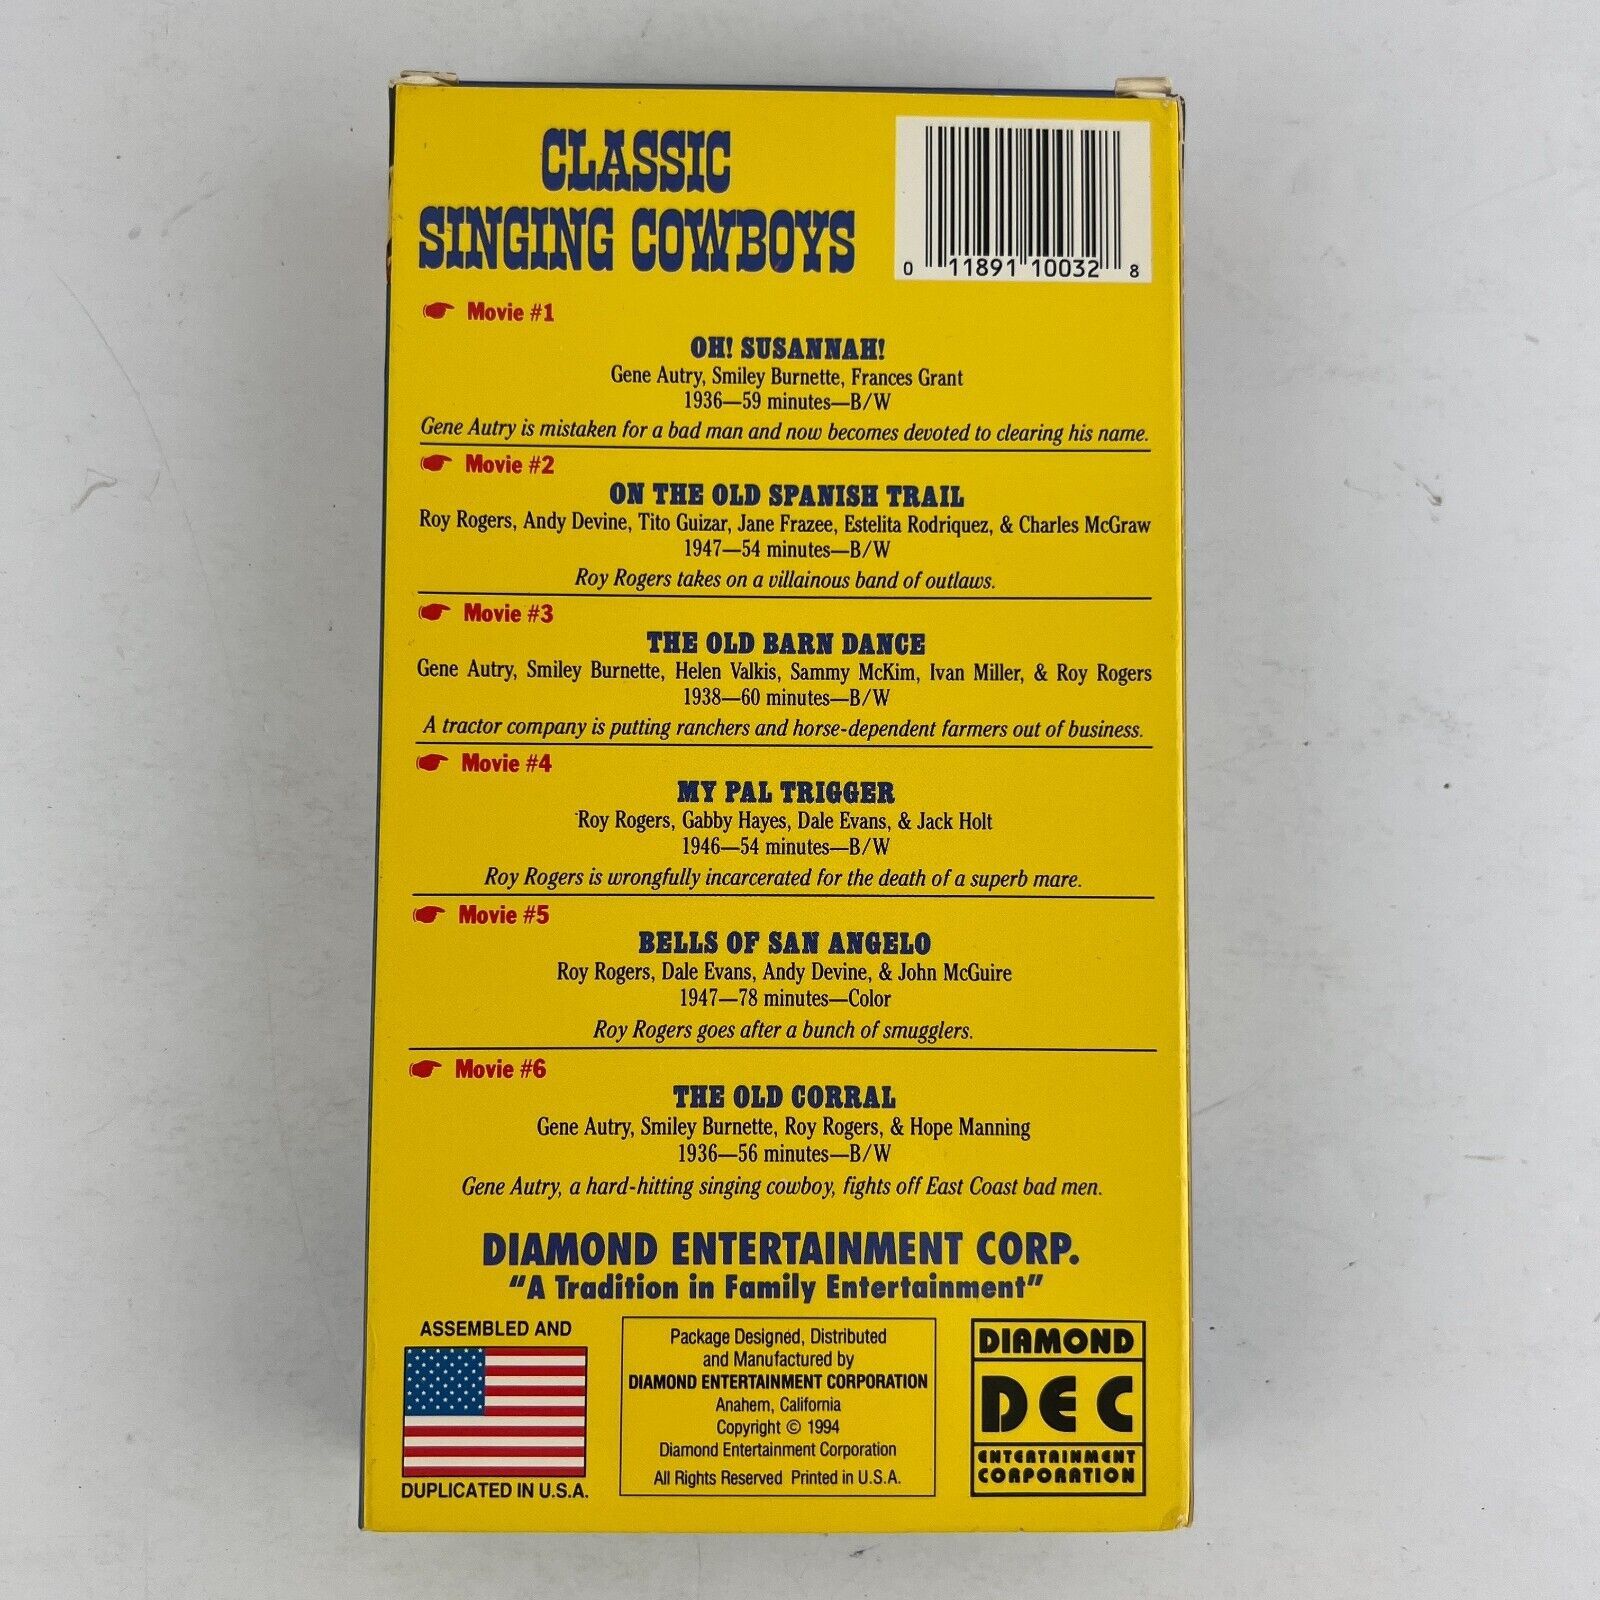 CLASSIC
SINGING COWBOYS
0 11891 10032 8
Movie #1
OH! SUSANNAH!
Gene Autry, Smiley Burnette, Frances Grant
1936—59 minutes—B/W
Gene Autry is mistaken for a bad man and now becomes devoted to clearing his name.
Movie #2
ON THE OLD SPANISH TRAIL
Roy Rogers, Andy Devine, Tito Guizar, Jane Frazee, Estelita Rodriquez, & Charles McGraw
1947—54 minutes—B/W
Roy Rogers takes on a villainous band of outlaws.
Movie #3
THE OLD BARN DANCE
Gene Autry, Smiley Burnette, Helen Valkis, Sammy McKim, Ivan Miller, & Roy Rogers
1938—60 minutes—B/W
A tractor company is putting ranchers and horse-dependent farmers out of business.
Movie #4
MY PAL TRIGGER
Roy Rogers, Gabby Hayes, Dale Evans, & Jack Holt
1946—54 minutes—B/W
Roy Rogers is wrongfully incarcerated for the death of a superb mare.
Movie #5
BELLS OF SAN ANGELO
Roy Rogers, Dale Evans, Andy Devine, & John McGuire
1947—78 minutes—Color
Roy Rogers goes after a bunch of smugglers.
Movie #6
THE OLD CORRAL
Gene Autry, Smiley Burnette, Roy Rogers, & Hope Manning
1936—56 minutes—B/W
Gene Autry, a hard-hitting singing cowboy, fights off East Coast bad men.
DIAMOND ENTERTAINMENT CORP.
"A Tradition in Family Entertainment"
ASSEMBLED AND
DUPLICATED IN U.S.A.
Package Designed, Distributed
and Manufactured by
DIAMOND ENTERTAINMENT CORPORATION
Anahem, California
Copyright © 1994
Diamond Entertainment Corporation
All Rights Reserved Printed in U.S.A.
DIAMOND
DEC
ENTERTAINMENT
CORPORATION